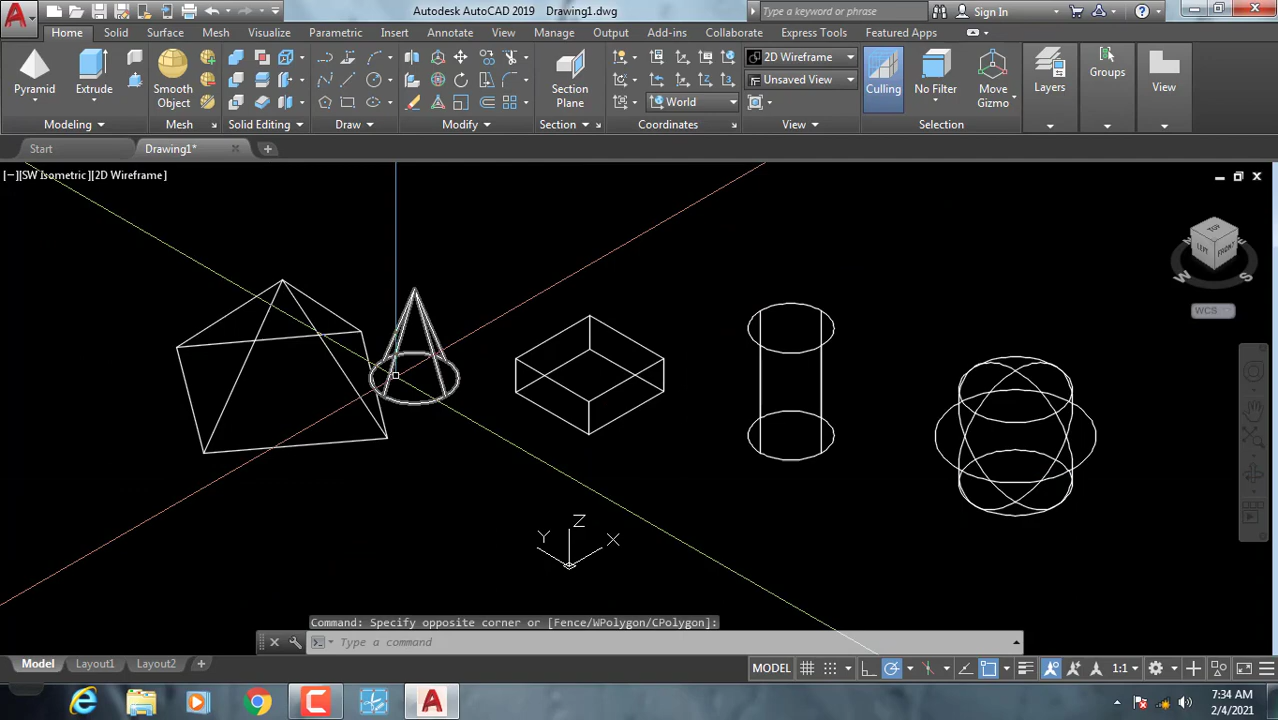 Autodesk AutoCAD 2019 Drawing1.dwg
Type a keyword or phrase
Sign In
Home Solid Surface Mesh Visualize Parametric Insert Annotate View Manage Output Add-ins Collaborate Express Tools Featured Apps
2D Wireframe
Unsaved View
World
Pyramid Extrude Smooth Object Section Plane Culling No Filter Move Gizmo Layers Groups View
Modeling Mesh Solid Editing Draw Modify Section Coordinates View Selection
Start Drawing1*
[−][SW Isometric][2D Wireframe]
TOP
LEFT FRONT
W S
WCS
Z
Y X
Command: Specify opposite corner or [Fence/WPolygon/CPolygon]:
Type a command
Model Layout1 Layout2
MODEL 1:1
7:34 AM
2/4/2021